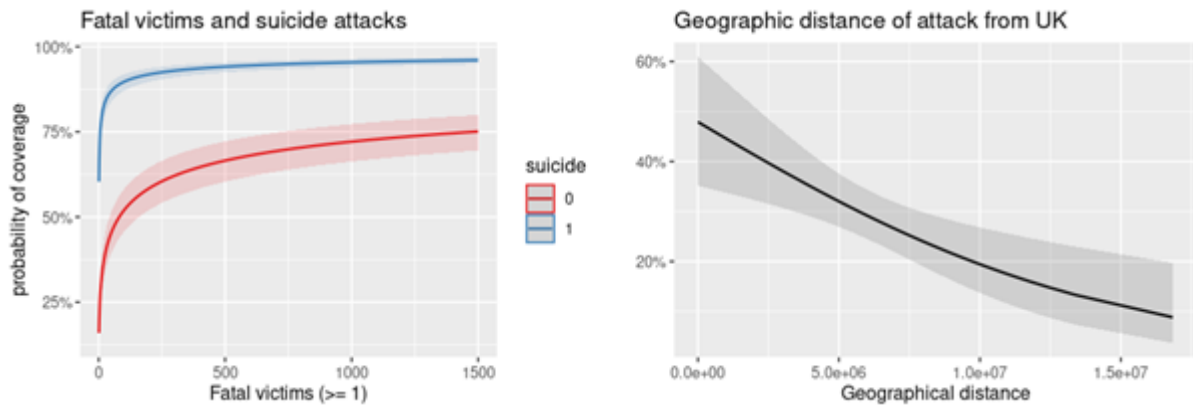 Fatal victims and suicide attacks
100%
75%
50%
25%
probability of coverage
0
500
1000
1500
Fatal victims (>= 1)
suicide
0
1
Geographic distance of attack from UK
60%
40%
20%
0.0e+00
5.0e+06
1.0e+07
1.5e+07
Geographical distance